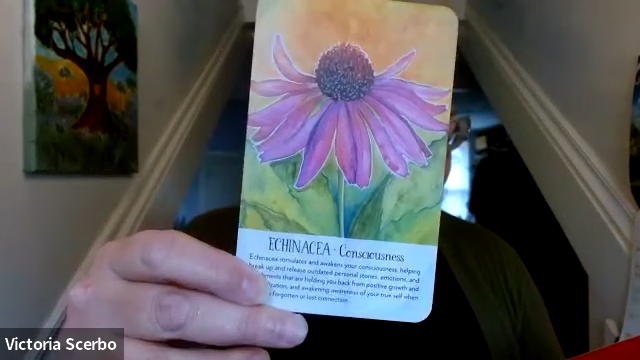 ECHINACEA · Consciousness
Echinacea stimulates and awakens your consciousness, helping
break up and release outdated personal stories, emotions, and
that are holding you back from positive growth and
and awakening awareness of your true self when
forgotten or lost connection.
Victoria Scerbo